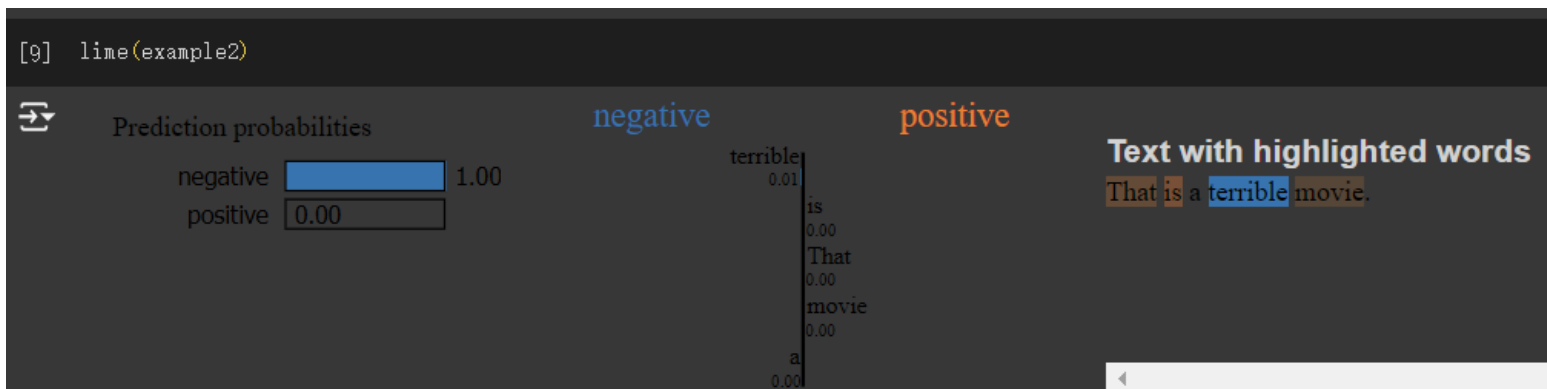 [9] lime(example2)
Prediction probabilities
negative 1.00
positive 0.00
negative positive
terrible
0.01
is
0.00
That
0.00
movie
0.00
a
0.00
Text with highlighted words
That is a terrible movie.